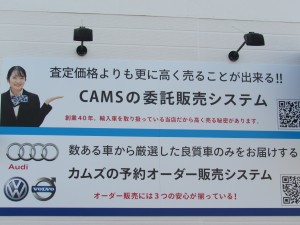 査定価格よりも更に高く売ることが出来る!!
CAMSの委託販売システム
創業40年、輸入車を取り扱っている当店だから高く売る秘密があります。
数ある車から厳選した良質車のみをお届けする
Audi
カムズの予約オーダー販売システム
VOLVO
オーダー販売には3つの安心が揃っている!